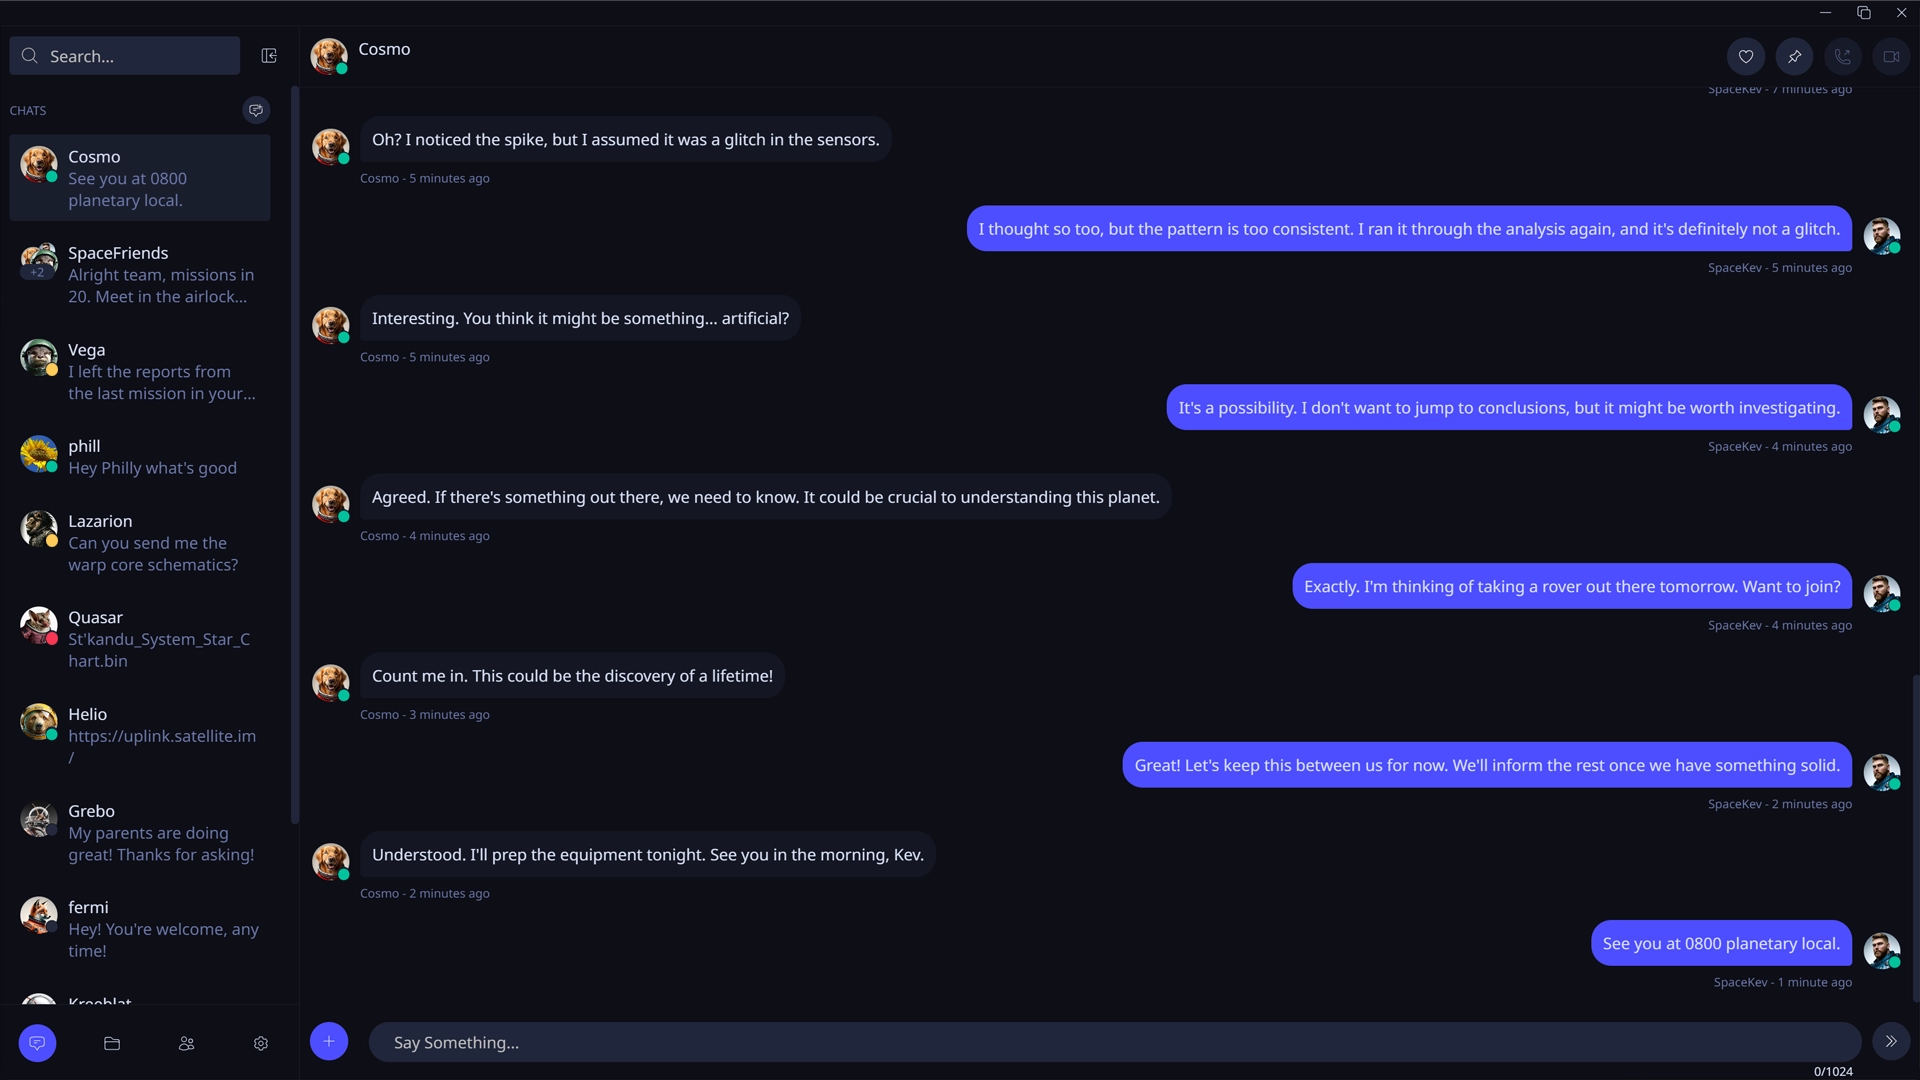 Search...
CHATS
Cosmo
See you at 0800
planetary local.
+2
SpaceFriends
Alright team, missions in
20. Meet in the airlock...
Vega
I left the reports from
the last mission in your...
phill
Hey Philly what's good
Lazarion
Can you send me the
warp core schematics?
Quasar
St'kandu_System_Star_C
hart.bin
Helio
https://uplink.satellite.im
/
Grebo
My parents are doing
great! Thanks for asking!
fermi
Hey! You're welcome, any
time!
Cosmo
SpaceKev - 7 minutes ago
Oh? I noticed the spike, but I assumed it was a glitch in the sensors.
Cosmo - 5 minutes ago
I thought so too, but the pattern is too consistent. I ran it through the analysis again, and it's definitely not a glitch.
SpaceKev - 5 minutes ago
Interesting. You think it might be something... artificial?
Cosmo - 5 minutes ago
It's a possibility. I don't want to jump to conclusions, but it might be worth investigating.
SpaceKev - 4 minutes ago
Agreed. If there's something out there, we need to know. It could be crucial to understanding this planet.
Cosmo - 4 minutes ago
Exactly. I'm thinking of taking a rover out there tomorrow. Want to join?
SpaceKev - 4 minutes ago
Count me in. This could be the discovery of a lifetime!
Cosmo - 3 minutes ago
Great! Let's keep this between us for now. We'll inform the rest once we have something solid.
SpaceKev - 2 minutes ago
Understood. I'll prep the equipment tonight. See you in the morning, Kev.
Cosmo - 2 minutes ago
See you at 0800 planetary local.
SpaceKev - 1 minute ago
Say Something...
0/1024